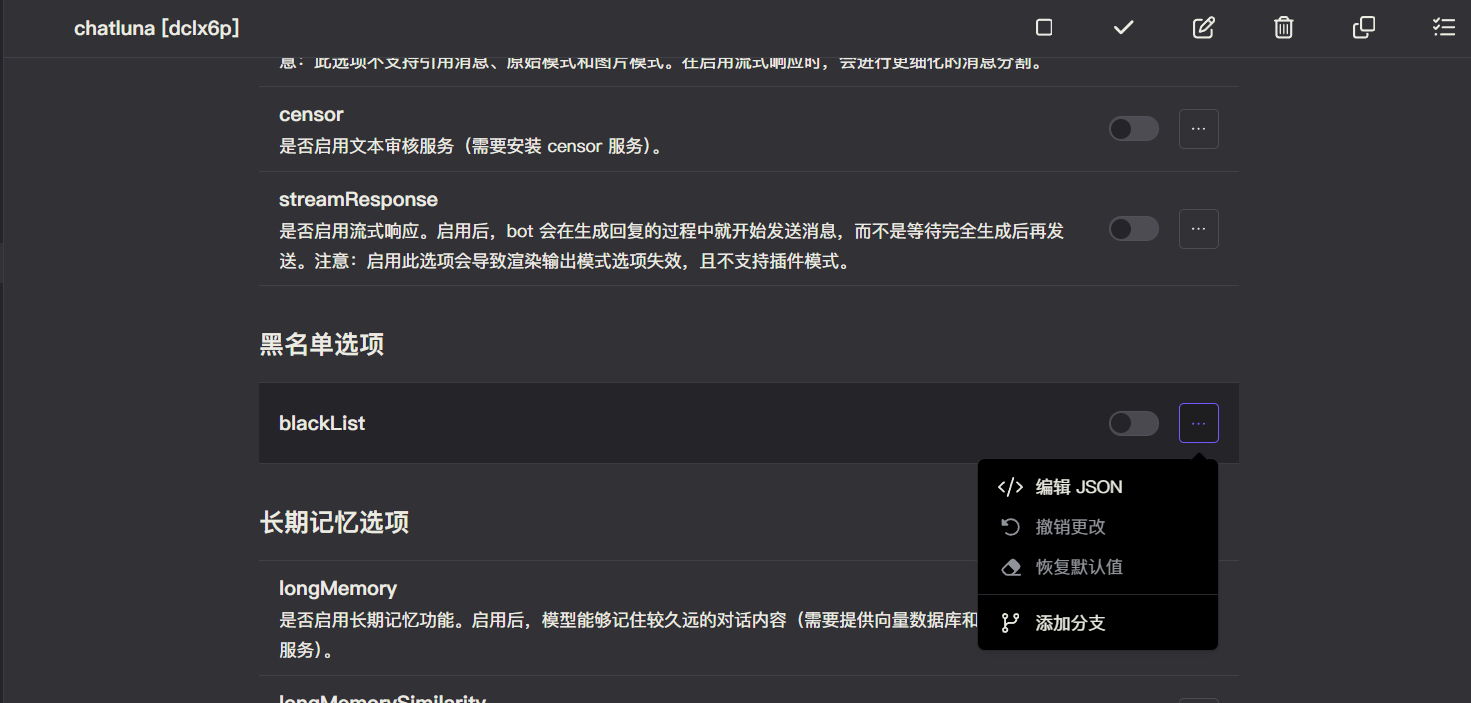 chatluna [dclx6p]
意：此选项不支持引用消息、原始模式和图片模式。在启用流式响应时，会进行更细化的消息分割。
censor
是否启用文本审核服务（需要安装 censor 服务）。
streamResponse
是否启用流式响应。启用后，bot 会在生成回复的过程中就开始发送消息，而不是等待完全生成后再发
送。注意：启用此选项会导致渲染输出模式选项失效，且不支持插件模式。
黑名单选项
blackList
编辑 JSON
撤销更改
恢复默认值
添加分支
长期记忆选项
longMemory
是否启用长期记忆功能。启用后，模型能够记住较久远的对话内容（需要提供向量数据库和
服务）。
longMemorySimilarity